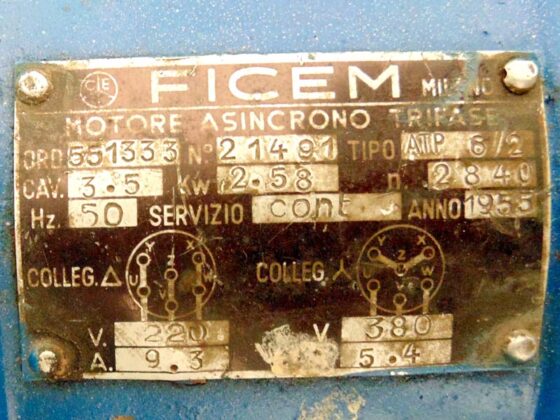 CIE FICEM MILANO
MOTORE ASINCRONO TRIFASE
ORD 551333 N° 21491 TIPO ATP 6/2
CAV. 3.5 KW 2.58 n 2840
Hz. 50 SERVIZIO cont. ANNO 1955
Y Z X Y Z X
COLLEG. △ U V W COLLEG. ⅄ U V W
V. 220 V 380
A. 9.3 5.4